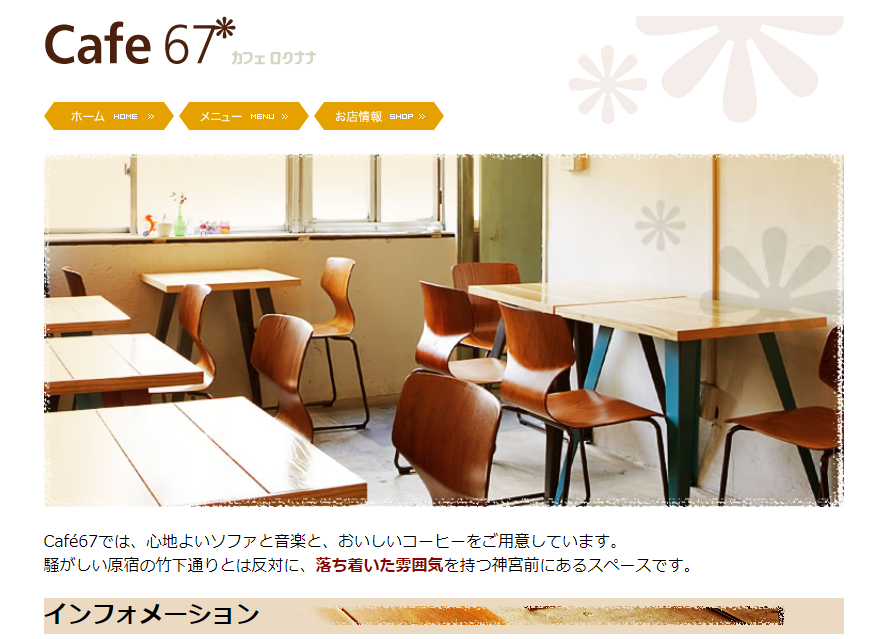 Cafe 67* カフェ ロクナナ
ホーム HOME »
メニュー MENU »
お店情報 SHOP »
Café67では、心地よいソファと音楽と、おいしいコーヒーをご用意しています。
騒がしい原宿の竹下通りとは反対に、落ち着いた雰囲気を持つ神宮前にあるスペースです。
インフォメーション